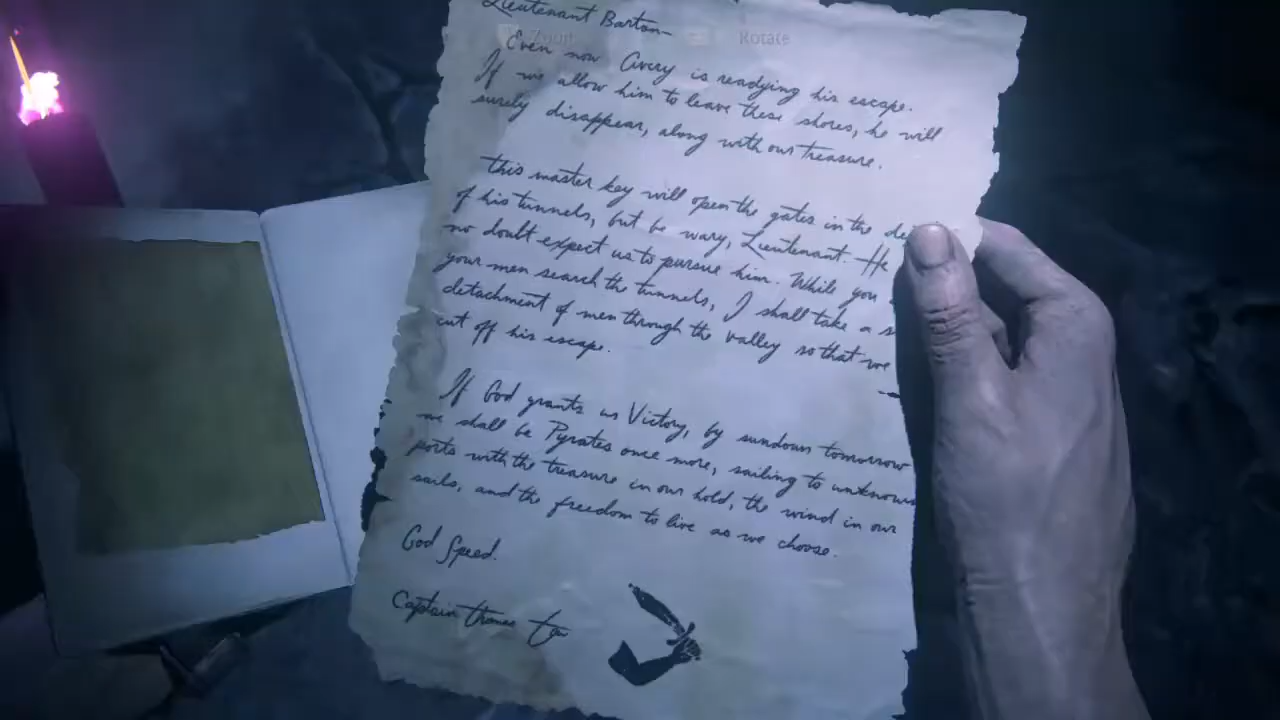 Lieutenant Barton
Zoom Rotate
Even now Avery is readying his escape.
If we allow him to leave these shores, he will
surely disappear, along with our treasure.
This master key will open the gates in the
of his tunnels, but be wary, Lieutenant. He
no doubt expect us to pursue him. While you
your men search the tunnels, I shall take a
detachment of men through the valley so that we
cut off his escape.
If God grants us Victory, by sundown tomorrow
we shall be Pyrates once more, sailing to unknown
ports with the treasure in our hold, the wind in our
sails, and the freedom to live as we choose.
God Speed.
Captain Thomas Tew